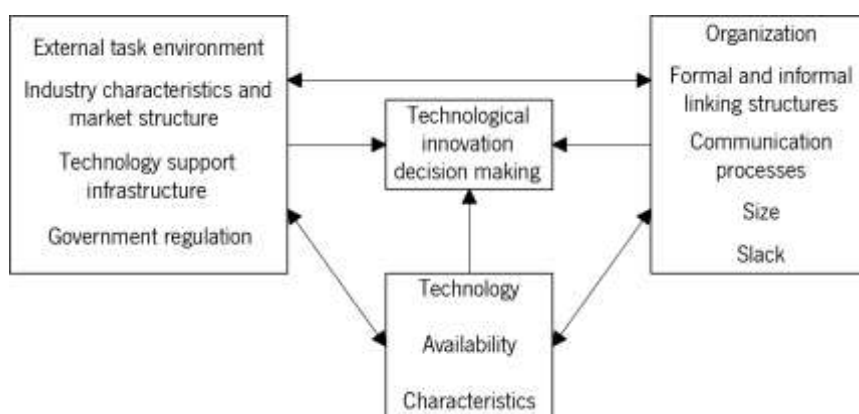 External task environment
Industry characteristics and
market structure
Technology support
infrastructure
Government regulation
Technological
innovation
decision making
Organization
Formal and informal
linking structures
Communication
processes
Size
Slack
Technology
Availability
Characteristics